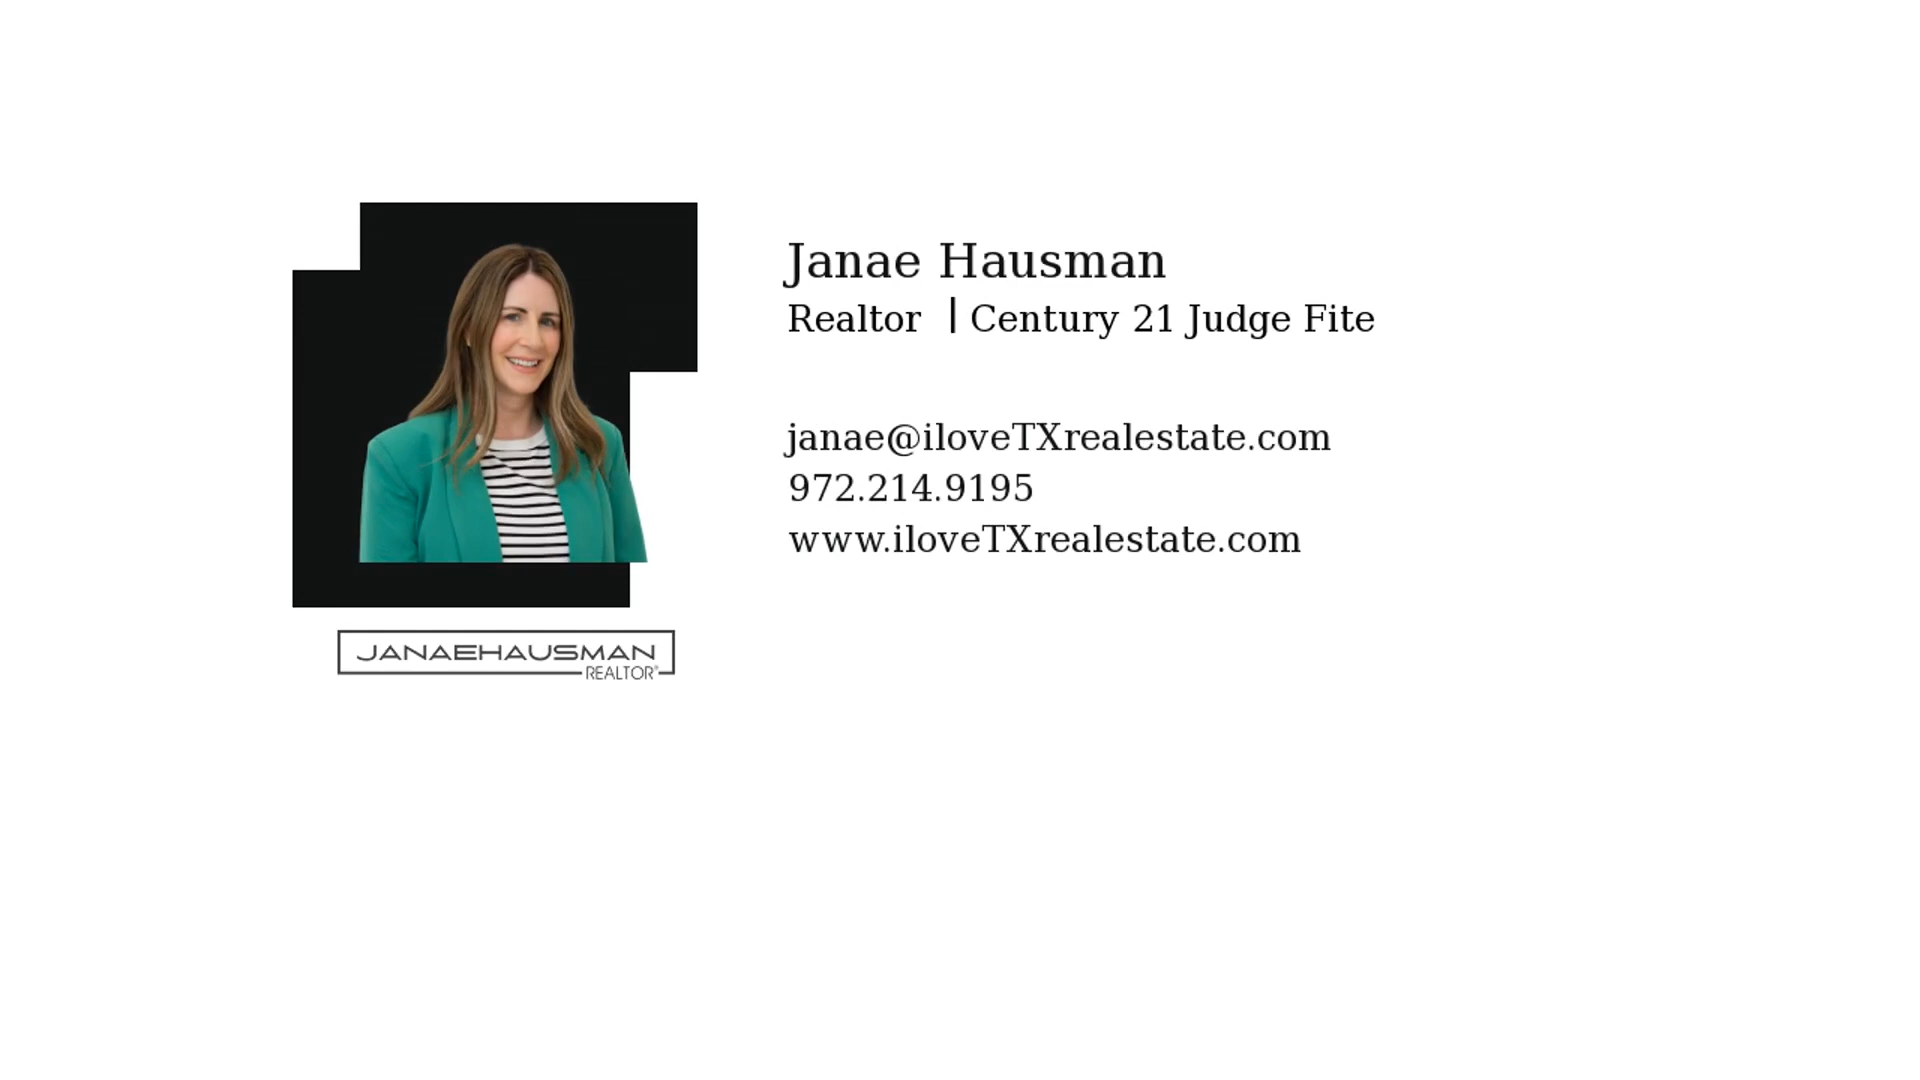 Janae Hausman
Realtor | Century 21 Judge Fite
janae@iloveTXrealestate.com
972.214.9195
www.iloveTXrealestate.com
JANAEHAUSMAN
REALTOR®